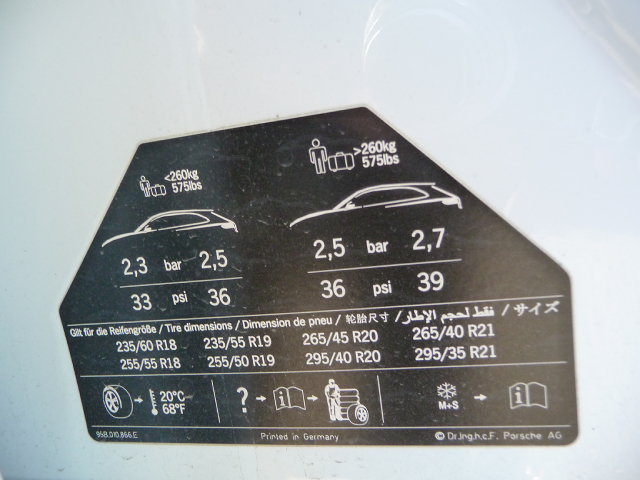 <260kg >260kg
575lbs 575lbs
2,3 bar 2,5 2,5 bar 2,7
33 psi 36 36 psi 39
Gilt für die Reifengröße / Tire dimensions / Dimension de pneu / 轮胎尺寸 / فقط لحجم الإطار / サイズ
235/60 R18 235/55 R19 265/45 R20 265/40 R21
255/55 R18 255/50 R19 295/40 R20 295/35 R21
20°C
68°F
?
i
M+S
i
95B.010.866.E Printed in Germany © Dr.Ing.h.c.F. Porsche AG